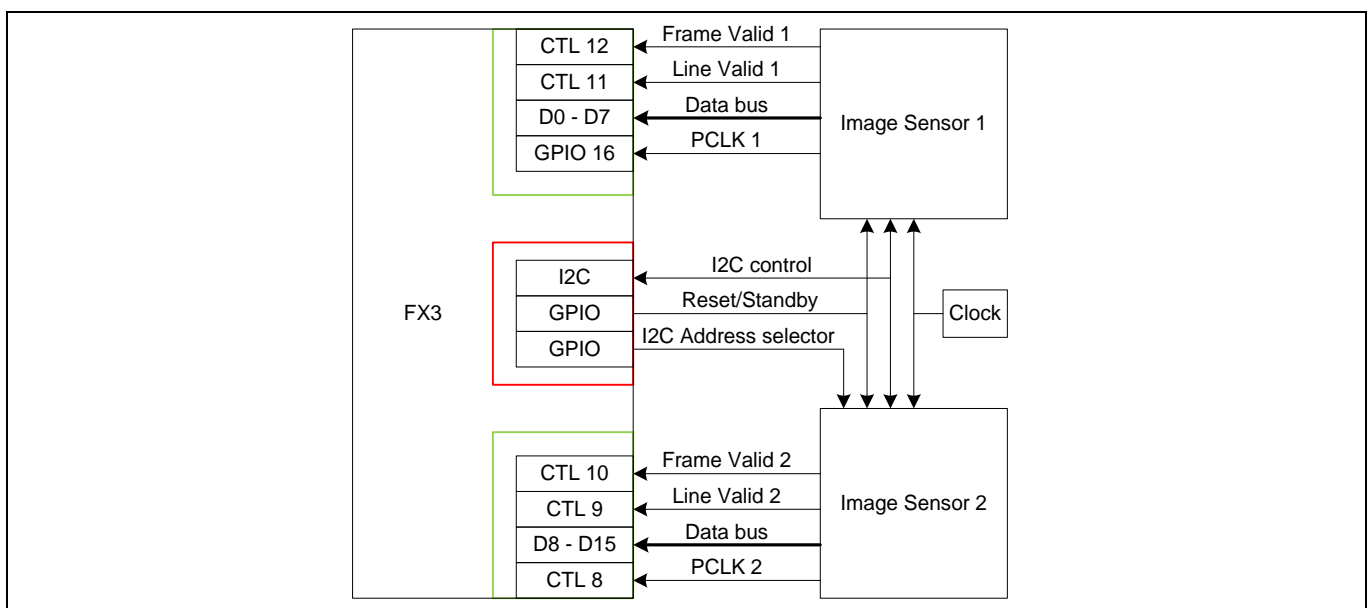 CTL 12
Frame Valid 1
CTL 11
Line Valid 1
D0 - D7
Data bus
GPIO 16
PCLK 1
Image Sensor 1
FX3
I2C
I2C control
GPIO
Reset/Standby
GPIO
I2C Address selector
Clock
CTL 10
Frame Valid 2
CTL 9
Line Valid 2
D8 - D15
Data bus
CTL 8
PCLK 2
Image Sensor 2